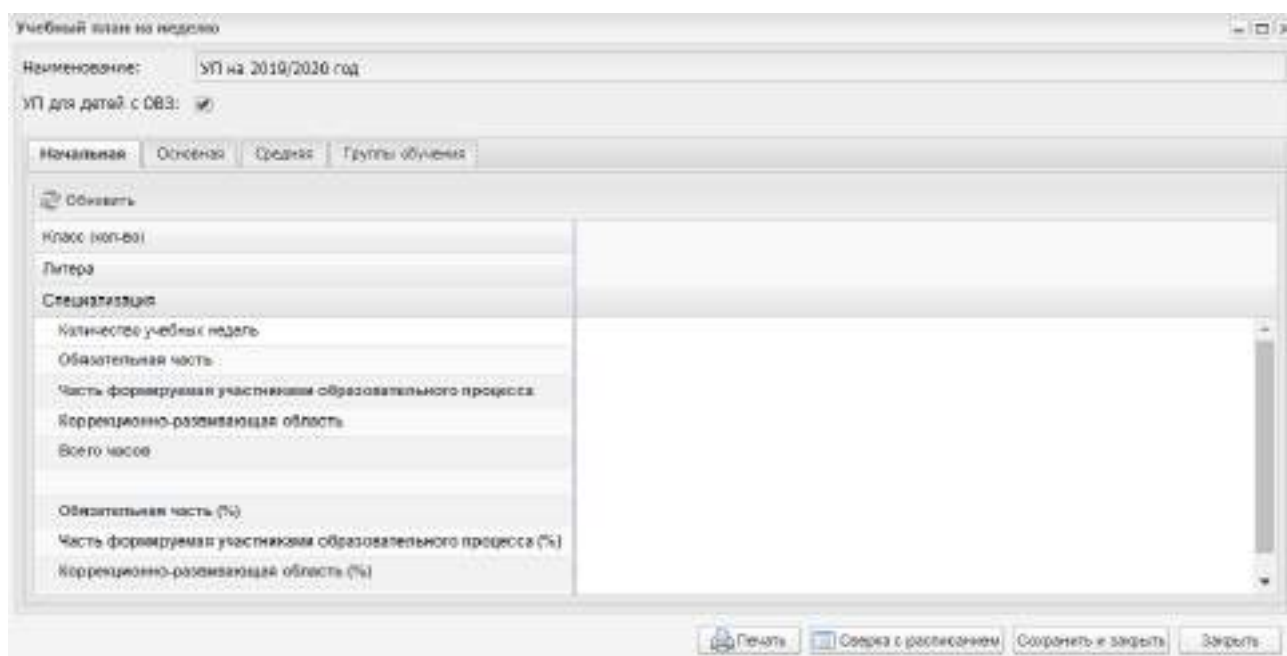 Учебный план на неделю
Наименование: УП на 2019/2020 год
УП для детей с ОВЗ:
Начальная Основная Средняя Группы обучения
Обновить
Класс (кол-во)
Литера
Специализация
Количество учебных недель
Обязательная часть
Часть формируемая участниками образовательного процесса
Коррекционно-развивающая область
Всего часов
Обязательная часть (%)
Часть формируемая участниками образовательного процесса (%)
Коррекционно-развивающая область (%)
Печать Сверка с расписанием Сохранить и закрыть Закрыть